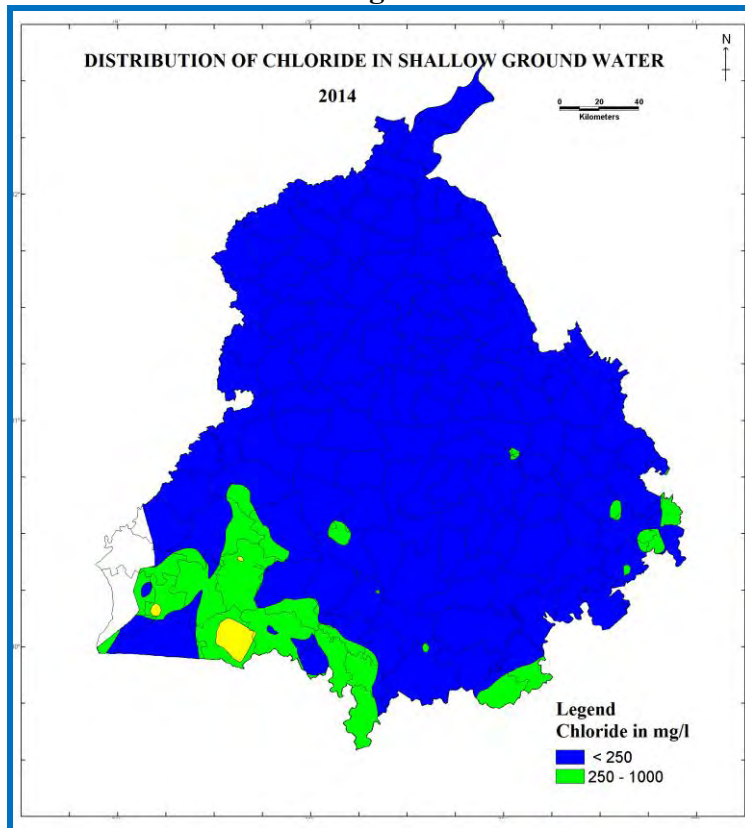 DISTRIBUTION OF CHLORIDE IN SHALLOW GROUND WATER
2014
N
0 20 40
Kilometers
Legend
Chloride in mg/l
< 250
250 - 1000